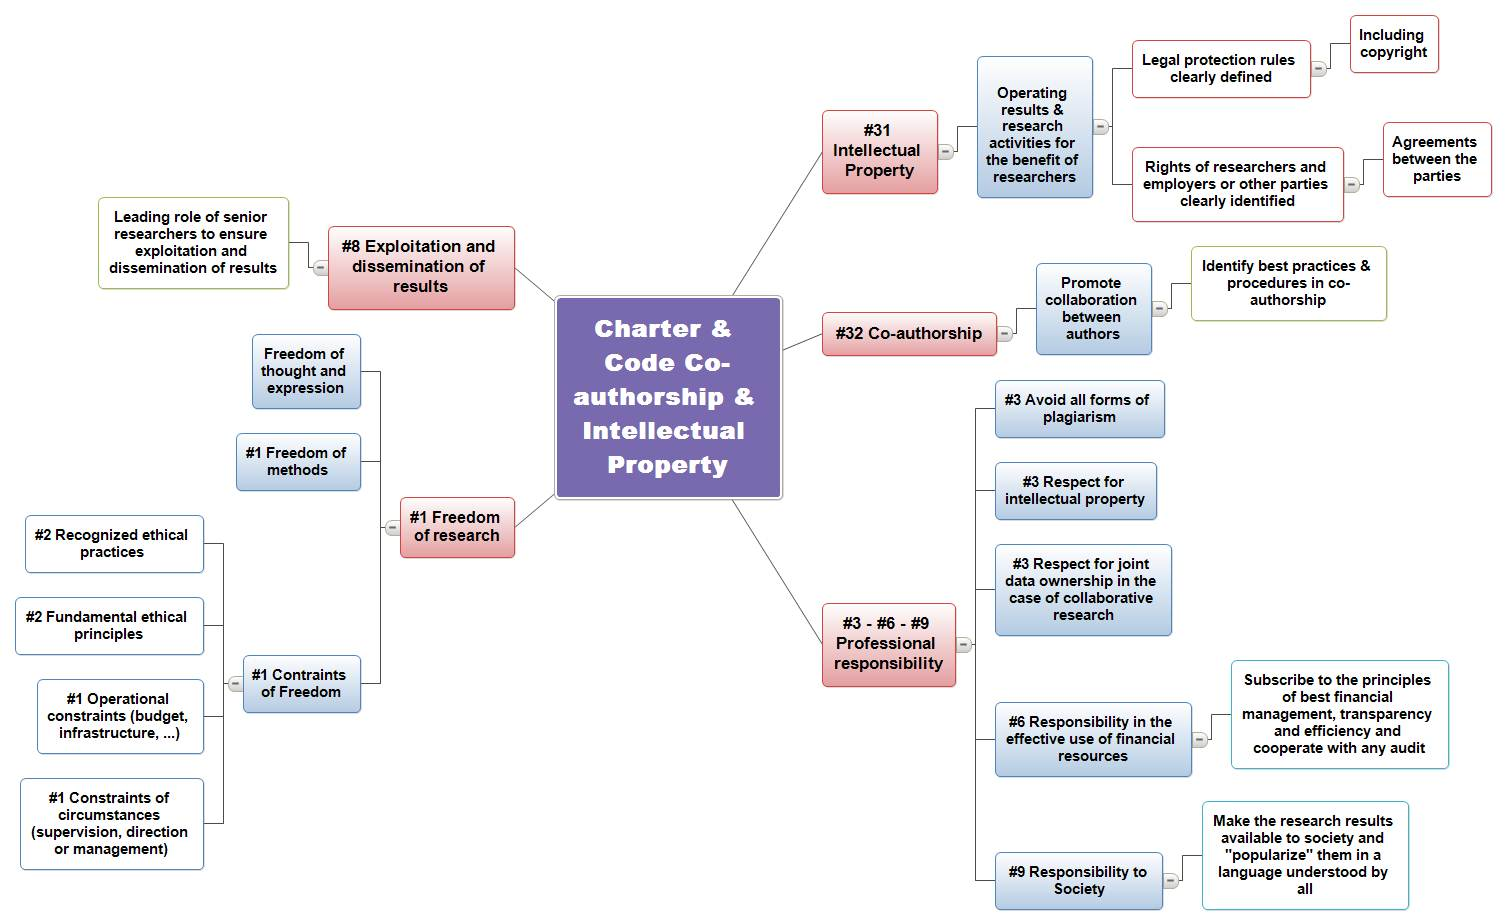 Charter &
Code Co-
authorship &
Intellectual
Property
#31
Intellectual
Property
Operating
results &
research
activities for
the benefit of
researchers
Legal protection rules
clearly defined
Including
copyright
Rights of researchers and
employers or other parties
clearly identified
Agreements
between the
parties
#32 Co-authorship
Promote
collaboration
between
authors
Identify best practices &
procedures in co-
authorship
#3 - #6 - #9
Professional
responsibility
#3 Avoid all forms of
plagiarism
#3 Respect for
intellectual property
#3 Respect for joint
data ownership in the
case of collaborative
research
#6 Responsibility in the
effective use of financial
resources
Subscribe to the principles
of best financial
management, transparency
and efficiency and
cooperate with any audit
#9 Responsibility to
Society
Make the research results
available to society and
"popularize" them in a
language understood by
all
#8 Exploitation and
dissemination of
results
Leading role of senior
researchers to ensure
exploitation and
dissemination of results
#1 Freedom
of research
Freedom of
thought and
expression
#1 Freedom of
methods
#1 Contraints
of Freedom
#2 Recognized ethical
practices
#2 Fundamental ethical
principles
#1 Operational
constraints (budget,
infrastructure, ...)
#1 Constraints of
circumstances
(supervision, direction
or management)